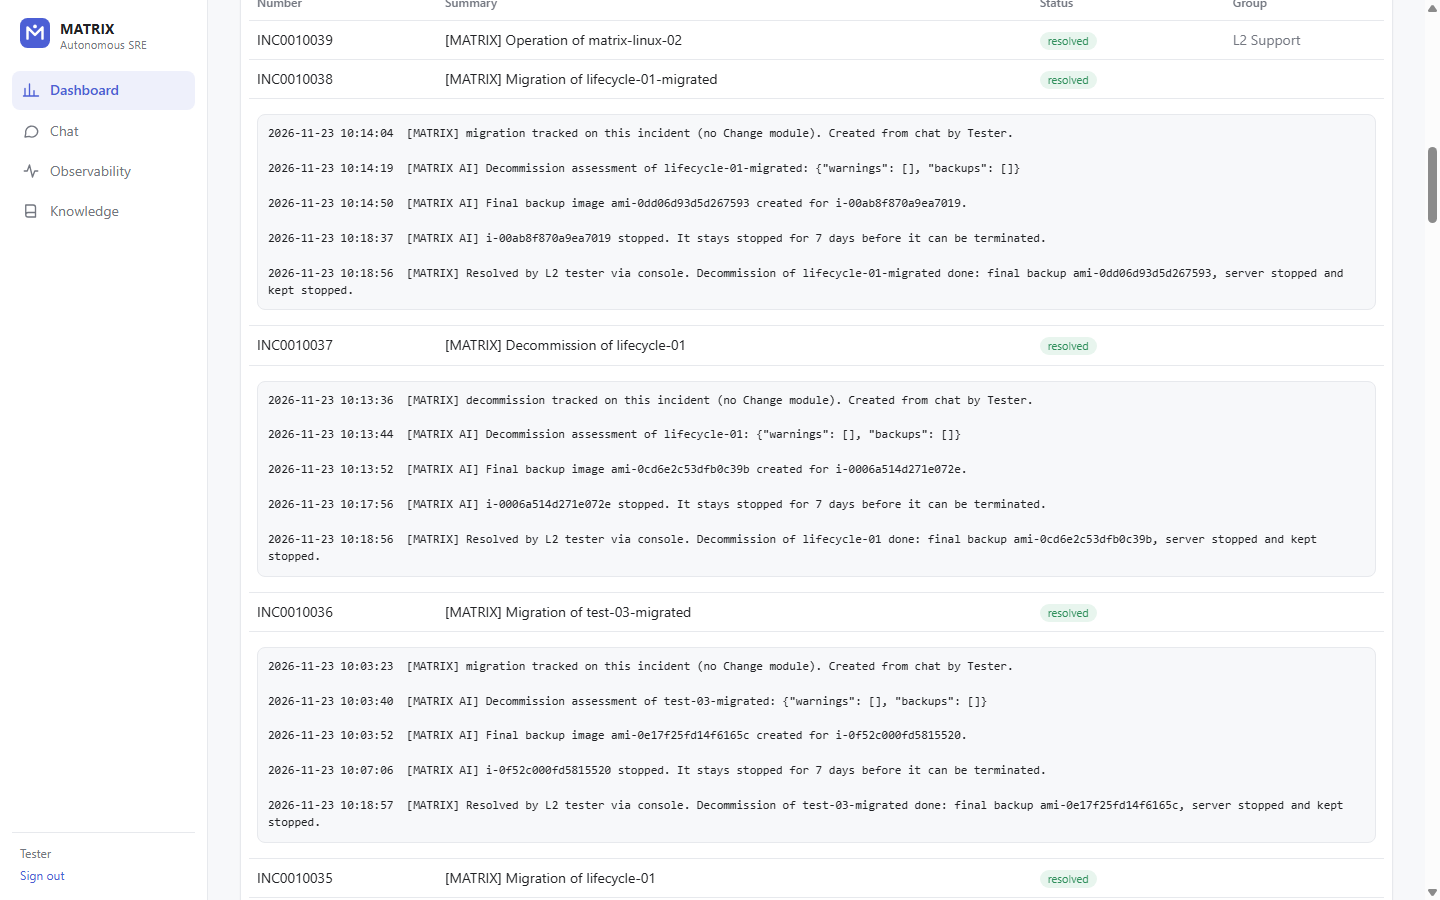 MATRIX
Autonomous SRE
Dashboard
Chat
Observability
Knowledge
Tester
Sign out
Number Summary Status Group
INC0010039 [MATRIX] Operation of matrix-linux-02 resolved L2 Support
INC0010038 [MATRIX] Migration of lifecycle-01-migrated resolved
2026-11-23 10:14:04 [MATRIX] migration tracked on this incident (no Change module). Created from chat by Tester.
2026-11-23 10:14:19 [MATRIX AI] Decommission assessment of lifecycle-01-migrated: {"warnings": [], "backups": []}
2026-11-23 10:14:50 [MATRIX AI] Final backup image ami-0dd06d93d5d267593 created for i-00ab8f870a9ea7019.
2026-11-23 10:18:37 [MATRIX AI] i-00ab8f870a9ea7019 stopped. It stays stopped for 7 days before it can be terminated.
2026-11-23 10:18:56 [MATRIX] Resolved by L2 tester via console. Decommission of lifecycle-01-migrated done: final backup ami-0dd06d93d5d267593, server stopped and
kept stopped.
INC0010037 [MATRIX] Decommission of lifecycle-01 resolved
2026-11-23 10:13:36 [MATRIX] decommission tracked on this incident (no Change module). Created from chat by Tester.
2026-11-23 10:13:44 [MATRIX AI] Decommission assessment of lifecycle-01: {"warnings": [], "backups": []}
2026-11-23 10:13:52 [MATRIX AI] Final backup image ami-0cd6e2c53dfb0c39b created for i-0006a514d271e072e.
2026-11-23 10:17:56 [MATRIX AI] i-0006a514d271e072e stopped. It stays stopped for 7 days before it can be terminated.
2026-11-23 10:18:56 [MATRIX] Resolved by L2 tester via console. Decommission of lifecycle-01 done: final backup ami-0cd6e2c53dfb0c39b, server stopped and kept
stopped.
INC0010036 [MATRIX] Migration of test-03-migrated resolved
2026-11-23 10:03:23 [MATRIX] migration tracked on this incident (no Change module). Created from chat by Tester.
2026-11-23 10:03:40 [MATRIX AI] Decommission assessment of test-03-migrated: {"warnings": [], "backups": []}
2026-11-23 10:03:52 [MATRIX AI] Final backup image ami-0e17f25fd14f6165c created for i-0f52c000fd5815520.
2026-11-23 10:07:06 [MATRIX AI] i-0f52c000fd5815520 stopped. It stays stopped for 7 days before it can be terminated.
2026-11-23 10:18:57 [MATRIX] Resolved by L2 tester via console. Decommission of test-03-migrated done: final backup ami-0e17f25fd14f6165c, server stopped and kept
stopped.
INC0010035 [MATRIX] Migration of lifecycle-01 resolved